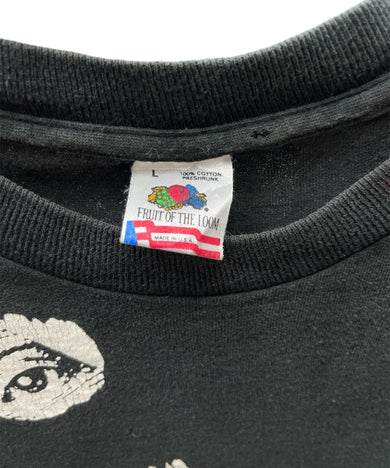 L 100% COTTON
PRESHRUNK
FRUIT OF THE LOOM
MADE IN U.S.A.